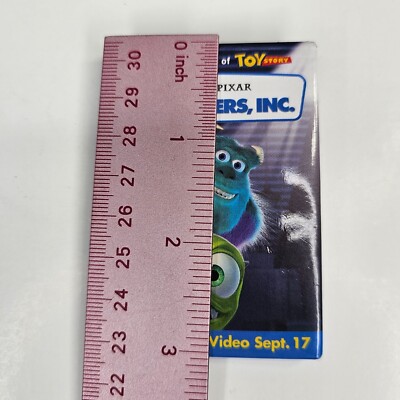 0 inch
30
29
1
28
27
26
2
25
24
23
3
22
of TOY STORY
PIXAR
ERS, INC.
Video Sept. 17